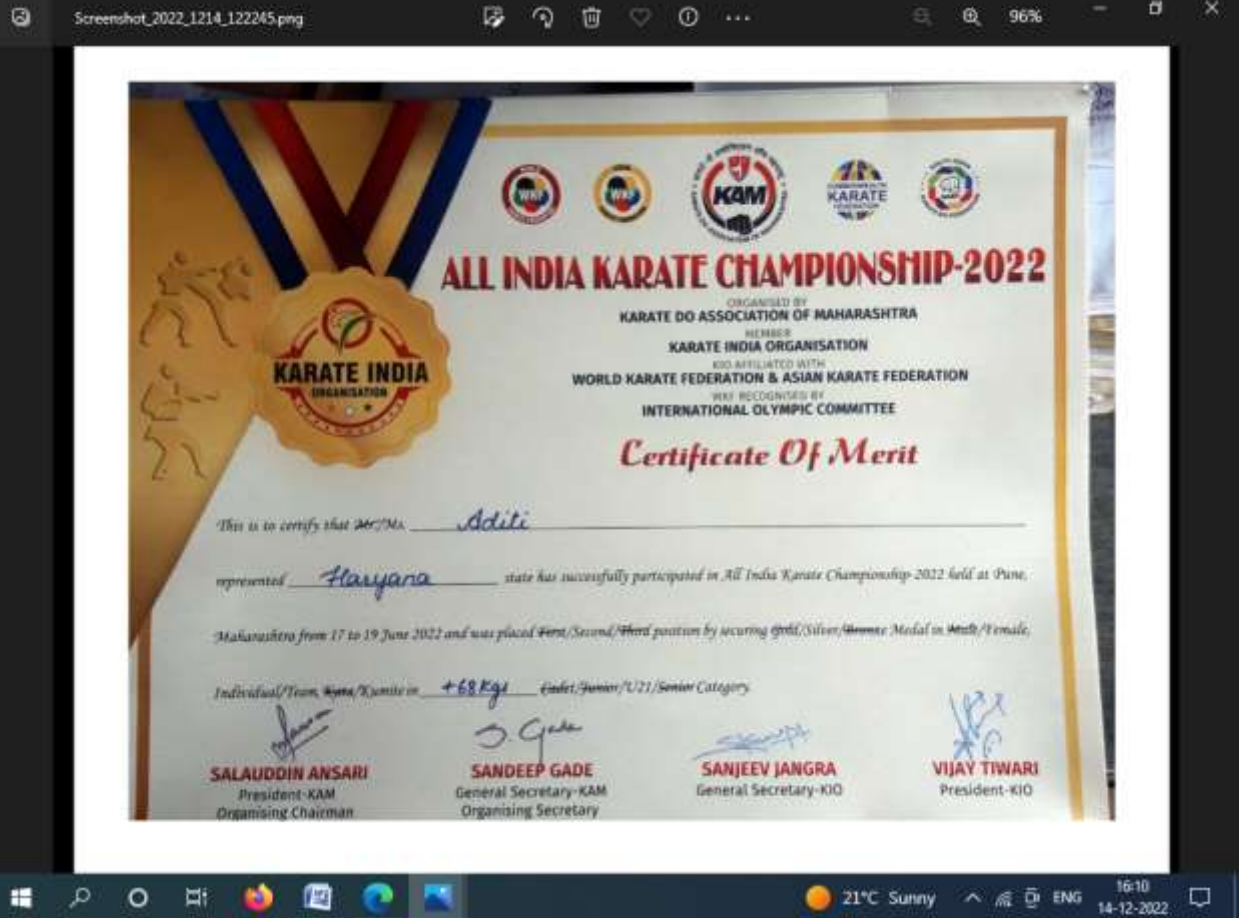 Screenshot_2022_1214_122245.png
96%
WKF
WKF
KAM
COMMONWEALTH
KARATE
FEDERATION
ALL INDIA KARATE CHAMPIONSHIP-2022
ORGANISED BY
KARATE DO ASSOCIATION OF MAHARASHTRA
MEMBER
KARATE INDIA ORGANISATION
KIO AFFILIATED WITH
WORLD KARATE FEDERATION & ASIAN KARATE FEDERATION
WKF RECOGNISED BY
INTERNATIONAL OLYMPIC COMMITTEE
KARATE INDIA
ORGANISATION
Certificate Of Merit
This is to certify that Mr./Ms. Aditi
represented Haryana state has successfully participated in All India Karate Championship-2022 held at Pune,
Maharashtra from 17 to 19 June 2022 and was placed First/Second/Third position by securing Gold/Silver/Bronze Medal in Male/Female,
Individual/Team, Kata/Kumite in +68 Kgs Cadet/Junior/U21/Senior Category.
S. Gade
SALAUDDIN ANSARI
President-KAM
Organising Chairman
SANDEEP GADE
General Secretary-KAM
Organising Secretary
SANJEEV JANGRA
General Secretary-KIO
VIJAY TIWARI
President-KIO
21°C Sunny
ENG
16:10
14-12-2022